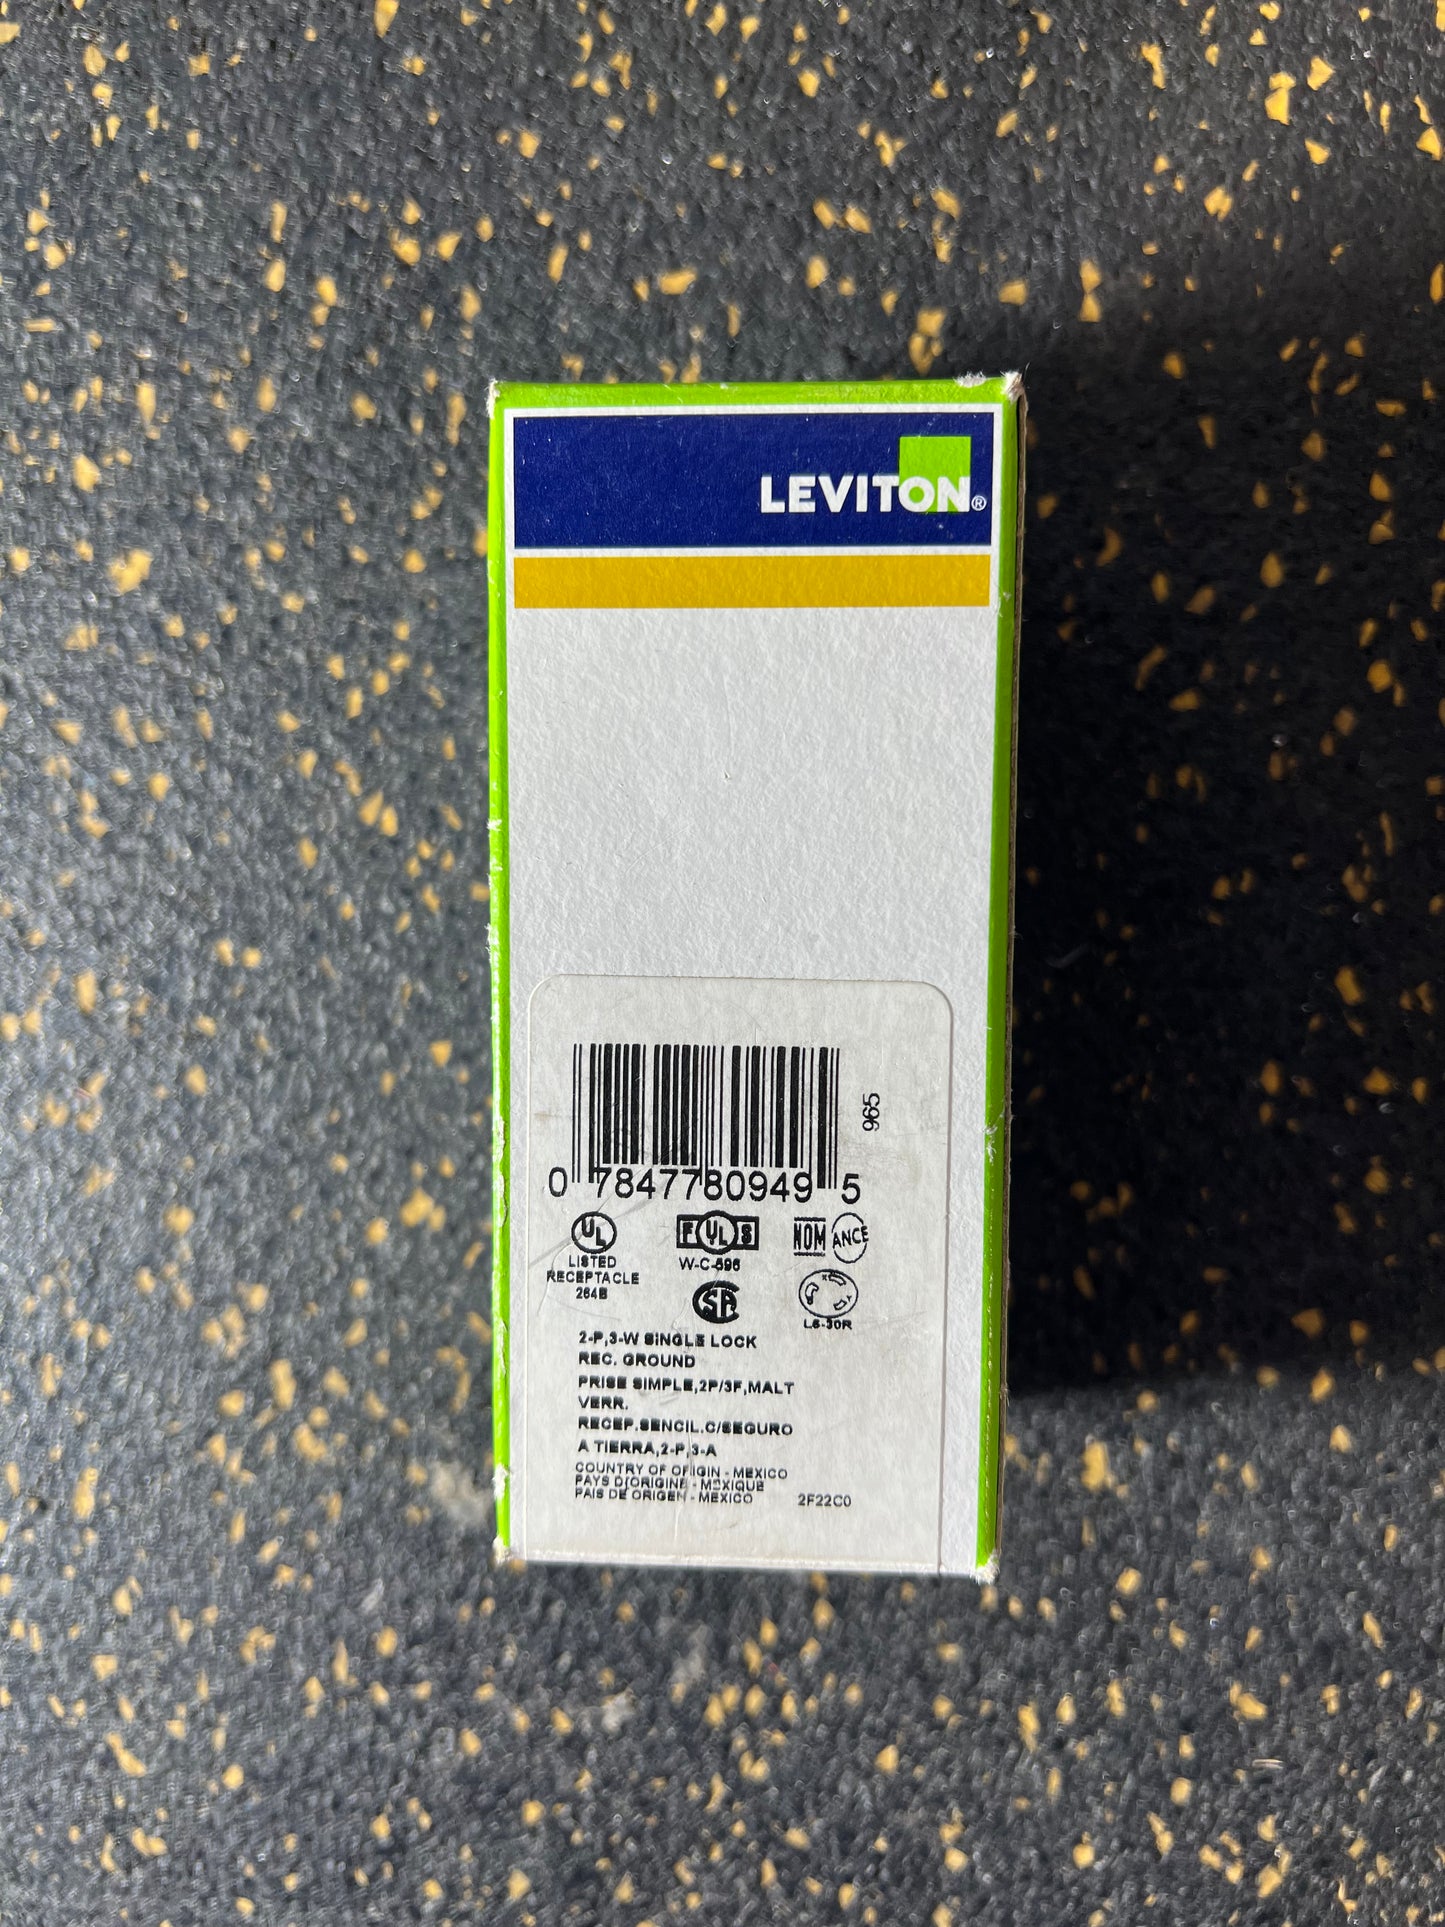 LEVITON®
965
0 78477 80949 5
UL
LISTED
RECEPTACLE
264B
F UL S
W-C-596
NOM ANCE
SA
X Y
L6-30R
2-P,3-W SINGLE LOCK
REC. GROUND
PRISE SIMPLE,2P/3F,MALT
VERR.
RECEP.SENCIL.C/SEGURO
A TIERRA,2-P,3-A
COUNTRY OF ORIGIN - MEXICO
PAYS D'ORIGINE - MEXIQUE
PAIS DE ORIGEN - MEXICO 2F22C0